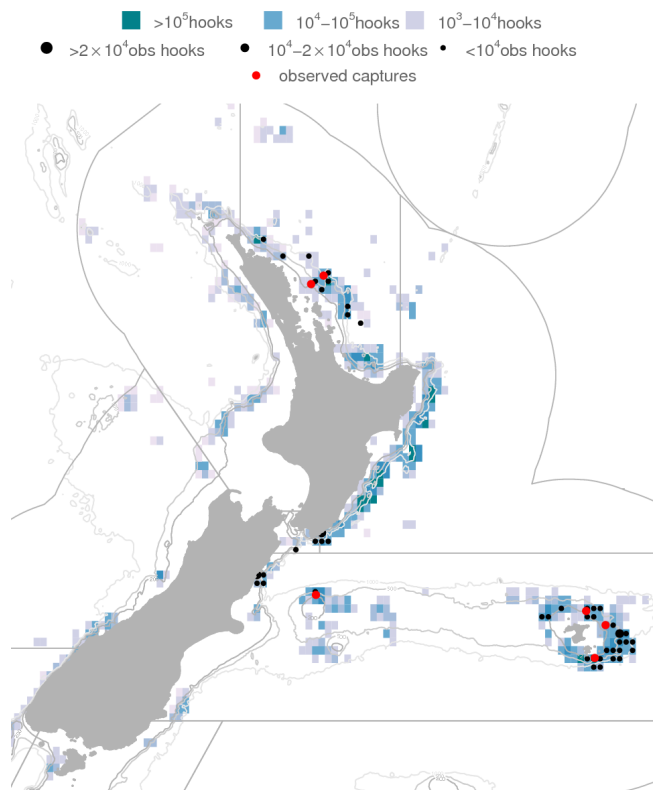 >10⁵hooks 10⁴–10⁵hooks 10³–10⁴hooks
>2×10⁴obs hooks 10⁴–2×10⁴obs hooks <10⁴obs hooks
observed captures